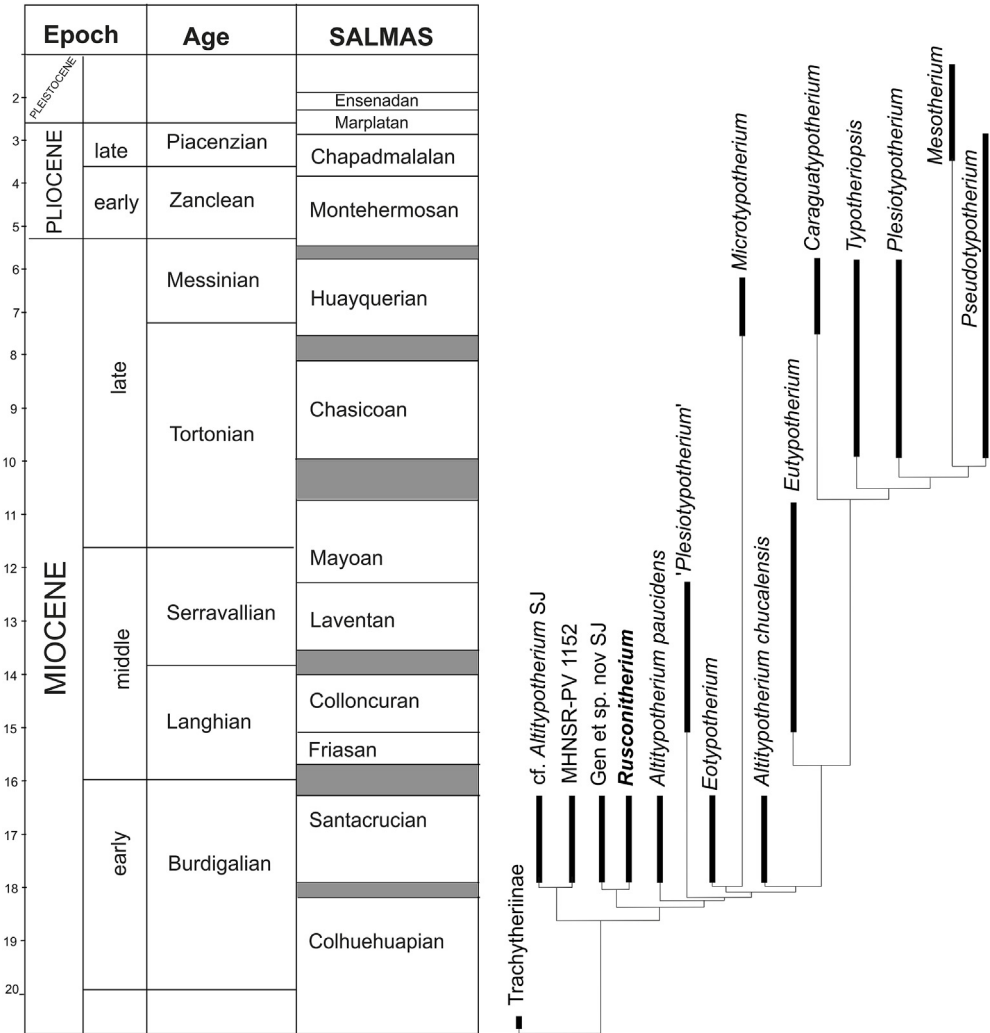 Epoch Age SALMAS
PLEISTOCENE
PLIOCENE
MIOCENE
late
early
late
middle
early
2
3
4
5
6
7
8
9
10
11
12
13
14
15
16
17
18
19
20
Piacenzian
Zanclean
Messinian
Tortonian
Serravallian
Langhian
Burdigalian
Ensenadan
Marplatan
Chapadmalalan
Montehermosan
Huayquerian
Chasicoan
Mayoan
Laventan
Colloncuran
Friasan
Santacrucian
Colhuehuapian
Trachytheriinae
cf. Altitypotherium SJ
MHNSR-PV 1152
Gen et sp. nov SJ
Rusconitherium
Altitypotherium paucidens
'Plesiotypotherium'
Eotypotherium
Microtypotherium
Altitypotherium chucalensis
Eutypotherium
Caraguatypotherium
Typotheriopsis
Plesiotypotherium
Mesotherium
Pseudotypotherium